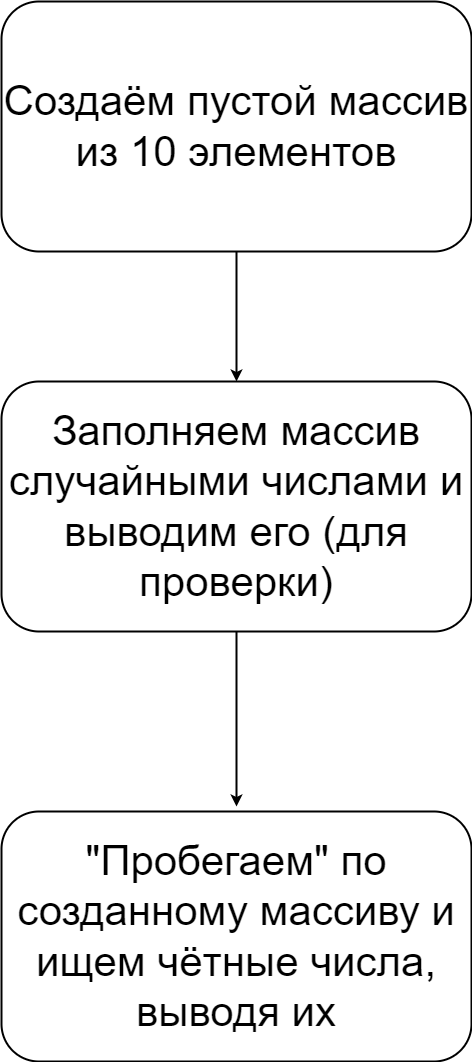 Создаём пустой массив
из 10 элементов
Заполняем массив
случайными числами и
выводим его (для
проверки)
"Пробегаем" по
созданному массиву и
ищем чётные числа,
выводя их